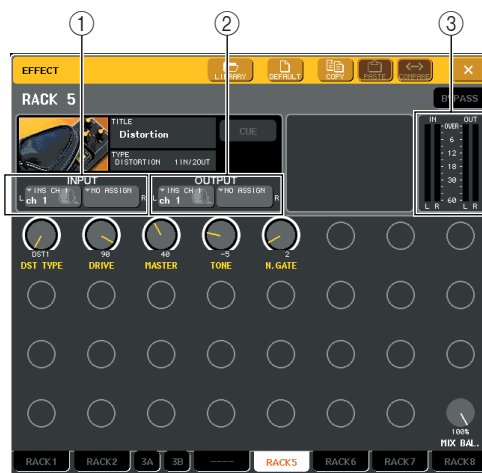 ① ② ③
EFFECT LIBRARY DEFAULT COPY PASTE COMPARE ×
RACK 5 BYPASS
TITLE
Distortion
CUE
TYPE
DISTORTION 1IN/2OUT
IN OUT
OVER
6
12
18
30
60
L R L R
INPUT OUTPUT
L INS CH 1 ch 1 NO ASSIGN R L INS CH 1 ch 1 NO ASSIGN R
DST1 90 40 -5 2
DST TYPE DRIVE MASTER TONE N.GATE
100%
MIX BAL.
RACK1 RACK2 3A 3B ---- RACK5 RACK6 RACK7 RACK8